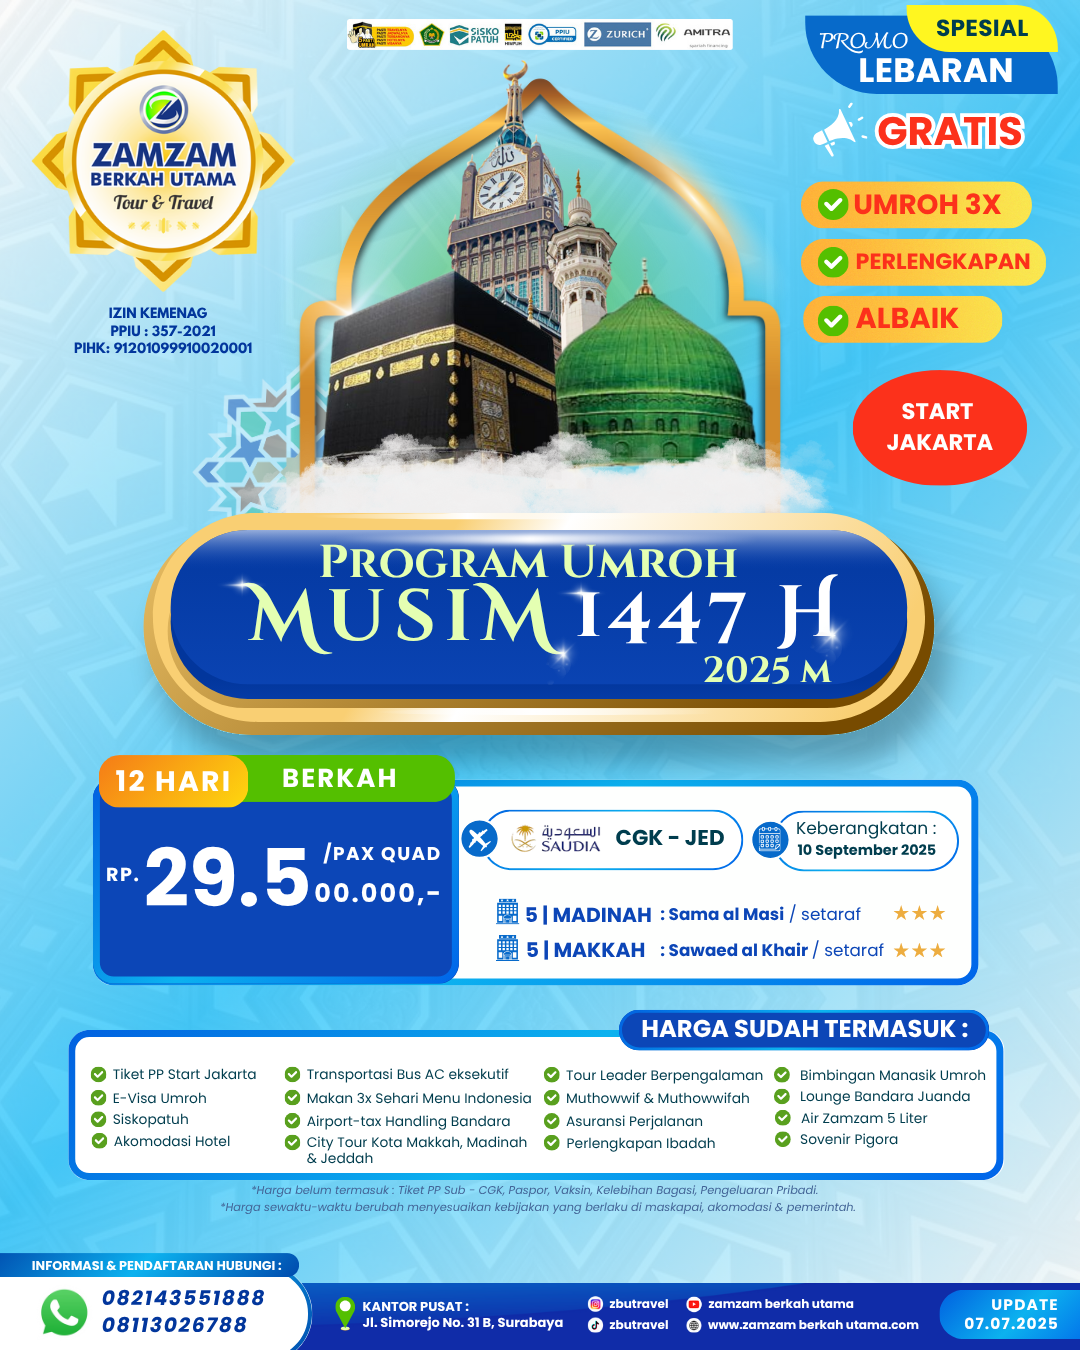 SISKO
PATUH
PPIU
CERTIFIED
ZURICH
AMITRA
syariah financing
PROMO
SPESIAL
LEBARAN
GRATIS
UMROH 3X
PERLENGKAPAN
ALBAIK
START
JAKARTA
ZAMZAM
BERKAH UTAMA
Tour & Travel
IZIN KEMENAG
PPIU : 357-2021
PIHK: 91201099910020001
PROGRAM UMROH
MUSIM 1447 H
2025 M
12 HARI
BERKAH
RP. 29.500.000,-
/PAX QUAD
السعودية
SAUDIA
CGK - JED
Keberangkatan :
10 September 2025
5 | MADINAH : Sama al Masi / setaraf
5 | MAKKAH : Sawaed al Khair / setaraf
HARGA SUDAH TERMASUK :
Tiket PP Start Jakarta
E-Visa Umroh
Siskopatuh
Akomodasi Hotel
Transportasi Bus AC eksekutif
Makan 3x Sehari Menu Indonesia
Airport-tax Handling Bandara
City Tour Kota Makkah, Madinah
& Jeddah
Tour Leader Berpengalaman
Muthowwif & Muthowwifah
Asuransi Perjalanan
Perlengkapan Ibadah
Bimbingan Manasik Umroh
Lounge Bandara Juanda
Air Zamzam 5 Liter
Sovenir Pigora
*Harga belum termasuk : Tiket PP Sub - CGK, Paspor, Vaksin, Kelebihan Bagasi, Pengeluaran Pribadi.
*Harga sewaktu-waktu berubah menyesuaikan kebijakan yang berlaku di maskapai, akomodasi & pemerintah.
INFORMASI & PENDAFTARAN HUBUNGI :
082143551888
08113026788
KANTOR PUSAT :
Jl. Simorejo No. 31 B, Surabaya
zbutravel
zbutravel
zamzam berkah utama
www.zamzam berkah utama.com
UPDATE
07.07.2025